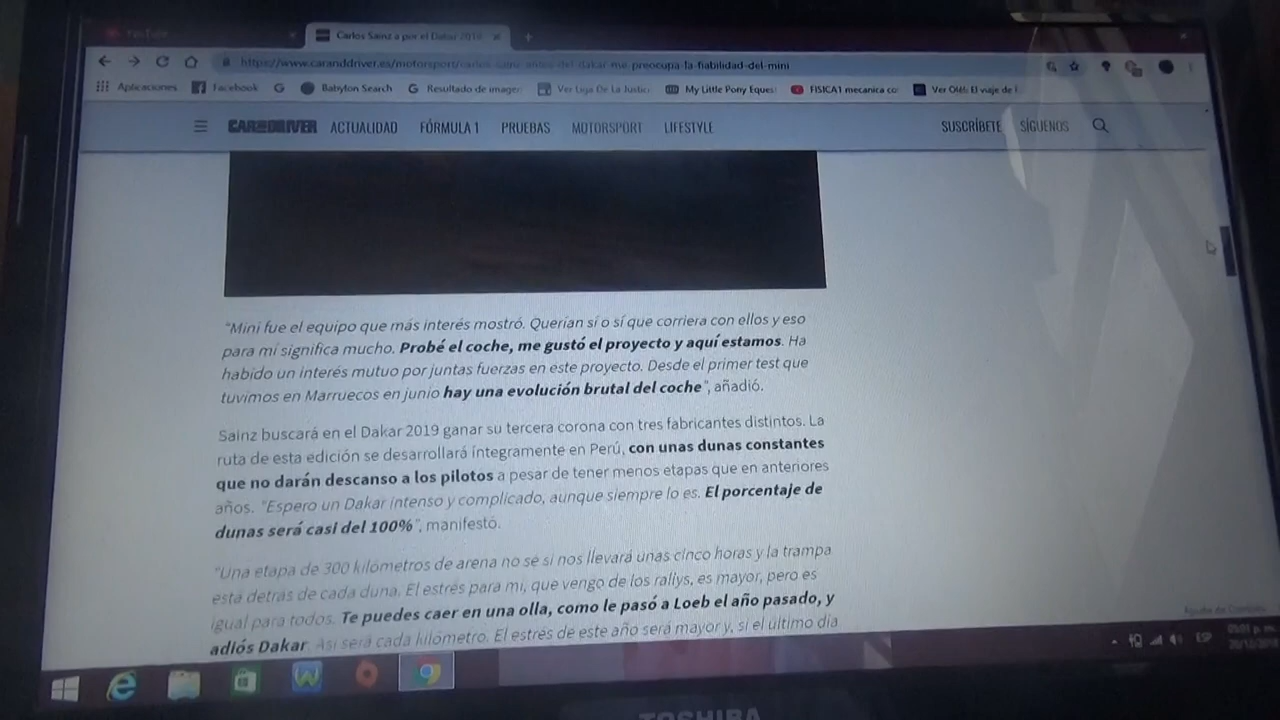 YouTube
Carlos Sainz a por el Dakar 2019
https://www.caranddriver.es/motorsport/carlos-sainz-antes-del-dakar-me-preocupa-la-fiabilidad-del-mini
Aplicaciones Facebook G Babylon Search Resultado de imagen Ver Liga De La Justici My Little Pony Eques FISICA1 mecanica co Ver Olé!: El viaje de F
CAR AND DRIVER ACTUALIDAD FÓRMULA 1 PRUEBAS MOTORSPORT LIFESTYLE SUSCRÍBETE SÍGUENOS
"Mini fue el equipo que más interés mostró. Querían sí o sí que corriera con ellos y eso
para mi significa mucho. Probé el coche, me gustó el proyecto y aquí estamos. Ha
habido un interés mutuo por juntas fuerzas en este proyecto. Desde el primer test que
tuvimos en Marruecos en junio hay una evolución brutal del coche", añadió.
Sainz buscará en el Dakar 2019 ganar su tercera corona con tres fabricantes distintos. La
ruta de esta edición se desarrollará íntegramente en Perú, con unas dunas constantes
que no darán descanso a los pilotos a pesar de tener menos etapas que en anteriores
años. "Espero un Dakar intenso y complicado, aunque siempre lo es. El porcentaje de
dunas será casi del 100%", manifestó.
"Una etapa de 300 kilómetros de arena no sé si nos llevará unas cinco horas y la trampa
está detrás de cada duna. El estrés para mi, que vengo de los rallys, es mayor, pero es
igual para todos. Te puedes caer en una olla, como le pasó a Loeb el año pasado, y
adiós Dakar. Así será cada kilómetro. El estrés de este año será mayor y, si el último día
ESP
TOSHIBA